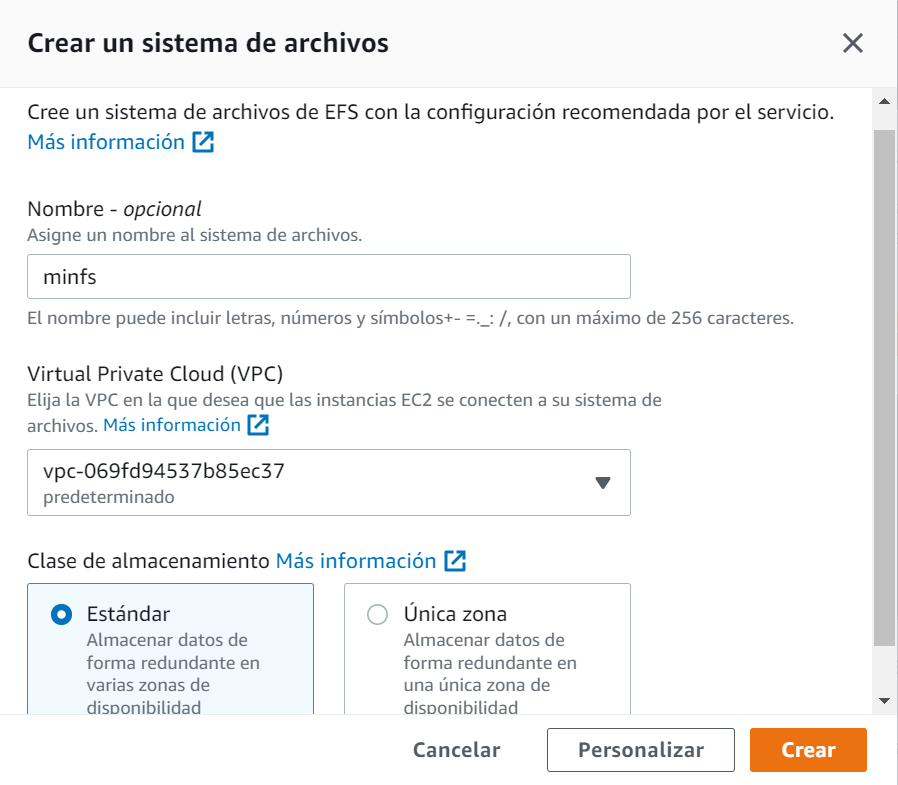 Crear un sistema de archivos
Cree un sistema de archivos de EFS con la configuración recomendada por el servicio.
Más información
Nombre - opcional
Asigne un nombre al sistema de archivos.
minfs
El nombre puede incluir letras, números y símbolos+- =._: /, con un máximo de 256 caracteres.
Virtual Private Cloud (VPC)
Elija la VPC en la que desea que las instancias EC2 se conecten a su sistema de
archivos. Más información
vpc-069fd94537b85ec37
predeterminado
Clase de almacenamiento Más información
Estándar
Almacenar datos de
forma redundante en
varias zonas de
disponibilidad
Única zona
Almacenar datos de
forma redundante en
una única zona de
disponibilidad
Cancelar
Personalizar
Crear